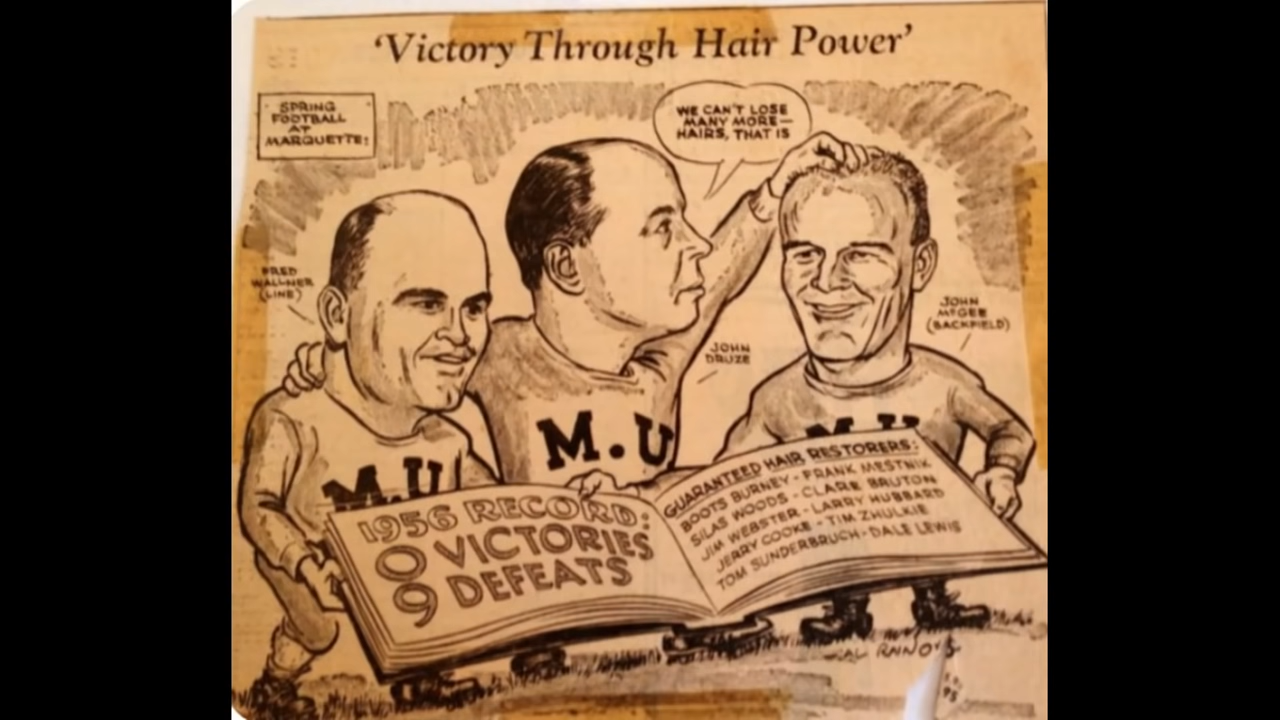 'Victory Through Hair Power'
SPRING
FOOTBALL
AT
MARQUETTE!
WE CAN'T LOSE
MANY MORE—
HAIRS, THAT IS
FRED
WALLNER
(LINE)
JOHN
DRUZE
JOHN
McGEE
(BACKFIELD)
M.U
M.U
M.U
1956 RECORD:
0 VICTORIES
9 DEFEATS
GUARANTEED HAIR RESTORERS:
BOOTS BURNEY - FRANK MESTNIK
SILAS WOODS - CLARE BRUTON
JIM WEBSTER - LARRY HUBBARD
JERRY COOKE - TIM ZHULKIE
TOM SUNDERBRUCH - DALE LEWIS
AL